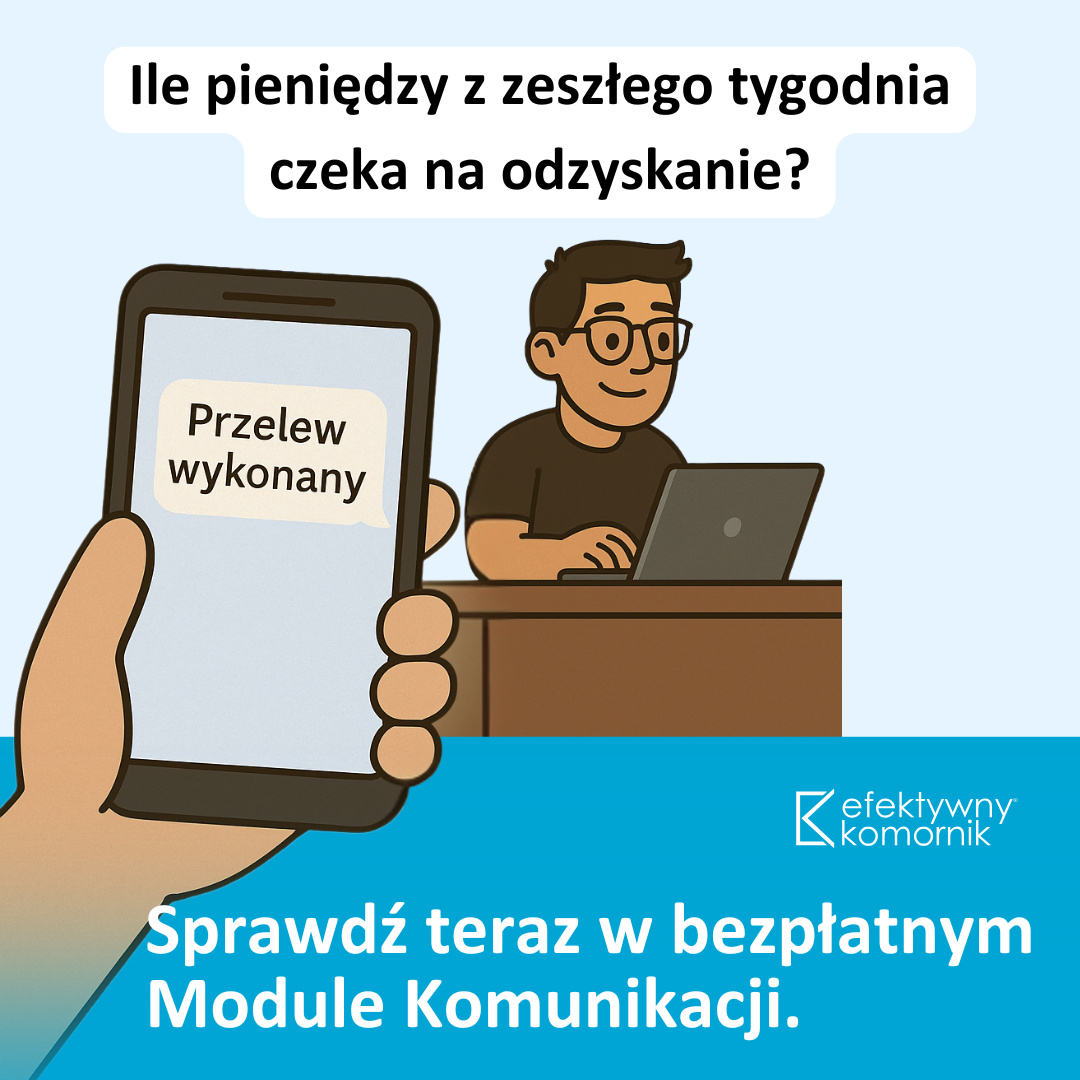 Ile pieniędzy z zeszłego tygodnia
czeka na odzyskanie?
Przelew
wykonany
efektywny
komornik
Sprawdź teraz w bezpłatnym
Module Komunikacji.